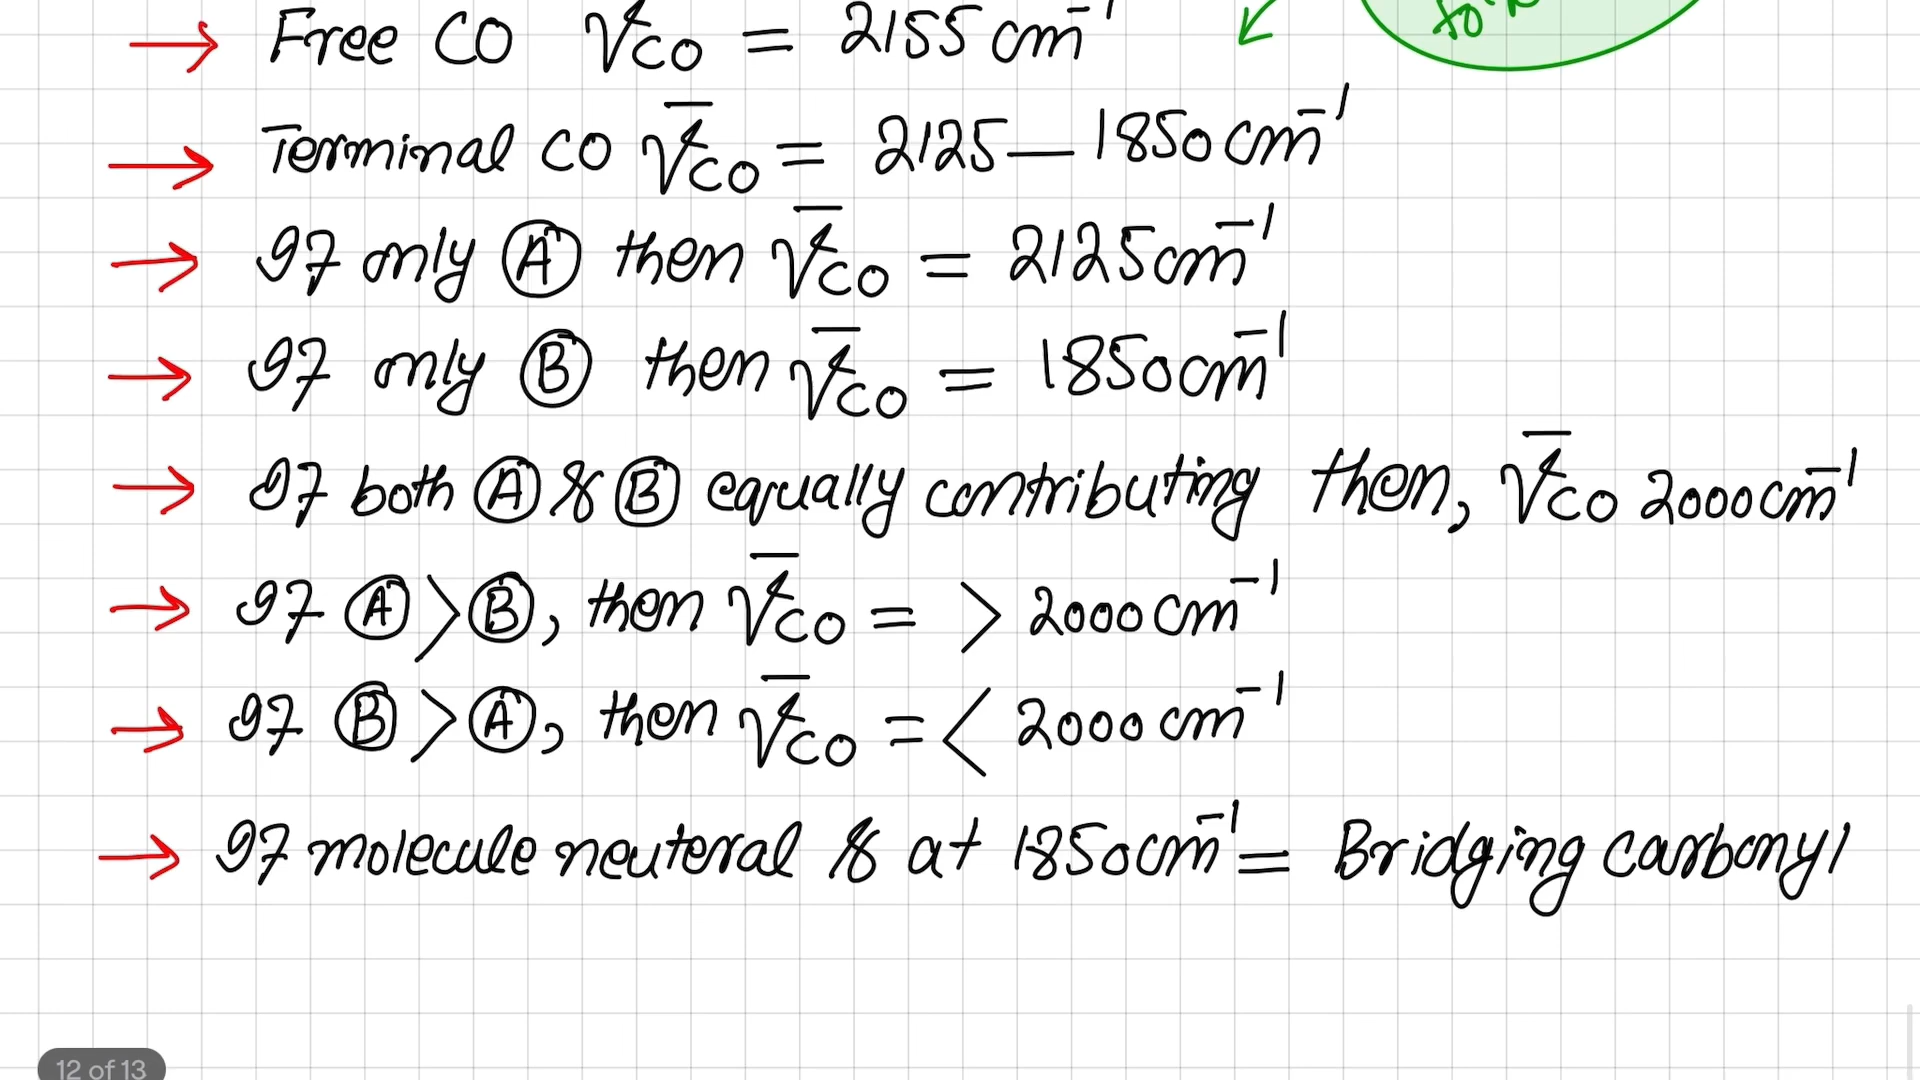 → Free CO ν̅CO = 2155 cm⁻¹
→ Terminal CO ν̅CO = 2125 — 1850 cm⁻¹
→ If only Ⓐ then ν̅CO = 2125 cm⁻¹
→ If only Ⓑ then ν̅CO = 1850 cm⁻¹
→ If both Ⓐ & Ⓑ equally contributing then, ν̅CO 2000 cm⁻¹
→ If Ⓐ > Ⓑ, then ν̅CO = > 2000 cm⁻¹
→ If Ⓑ > Ⓐ, then ν̅CO = < 2000 cm⁻¹
→ If molecule neuteral & at 1850 cm⁻¹ = Bridging carbonyl
12 of 13